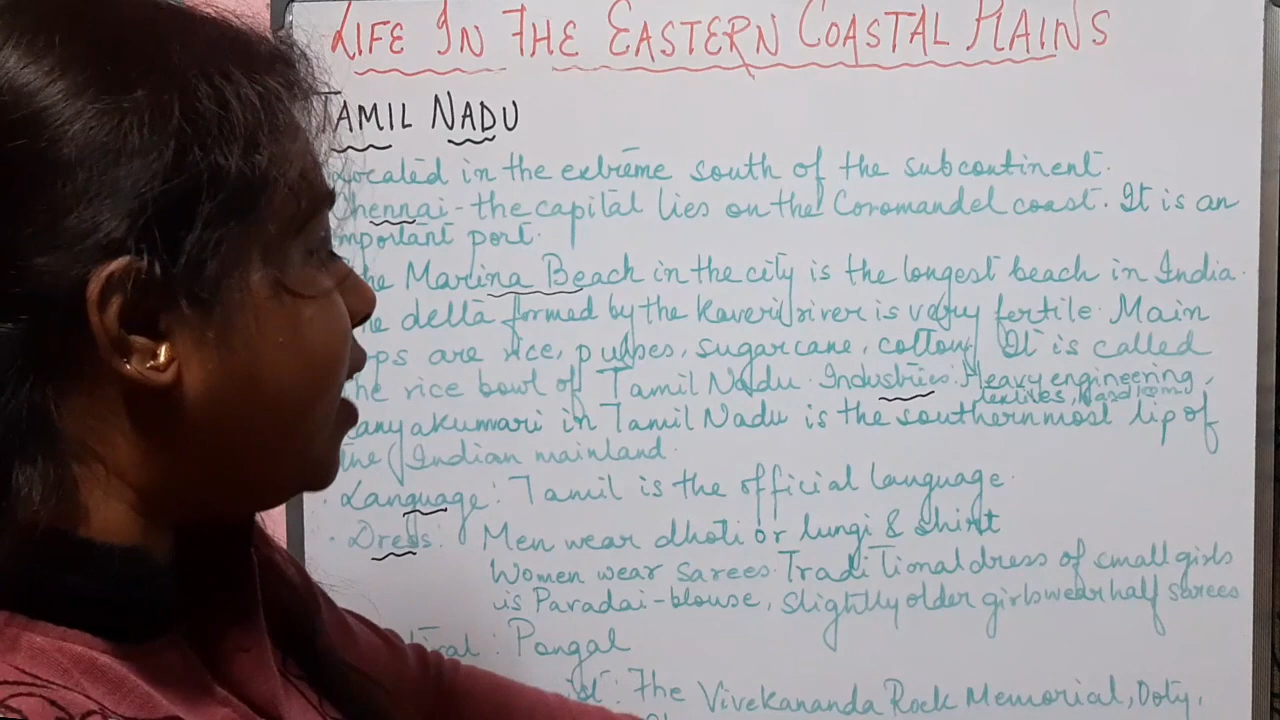 LIFE IN THE EASTERN COASTAL PLAINS
TAMIL NADU
Located in the extreme south of the subcontinent.
Chennai - the capital lies on the Coromandel coast. It is an
important port.
The Marina Beach in the city is the longest beach in India.
The delta formed by the Kaveri river is very fertile. Main
crops are rice, pulses, sugarcane, cotton. It is called
the rice bowl of Tamil Nadu. Industries: Heavy engineering,
textiles, handloom
Kanyakumari in Tamil Nadu is the southernmost tip of
the Indian mainland.
· Language: Tamil is the official language.
· Dress: Men wear dhoti or lungi & shirt
Women wear sarees. Traditional dress of small girls
is Pavadai-blouse, slightly older girls wear half sarees
: Pongal
: The Vivekananda Rock Memorial, Ooty,